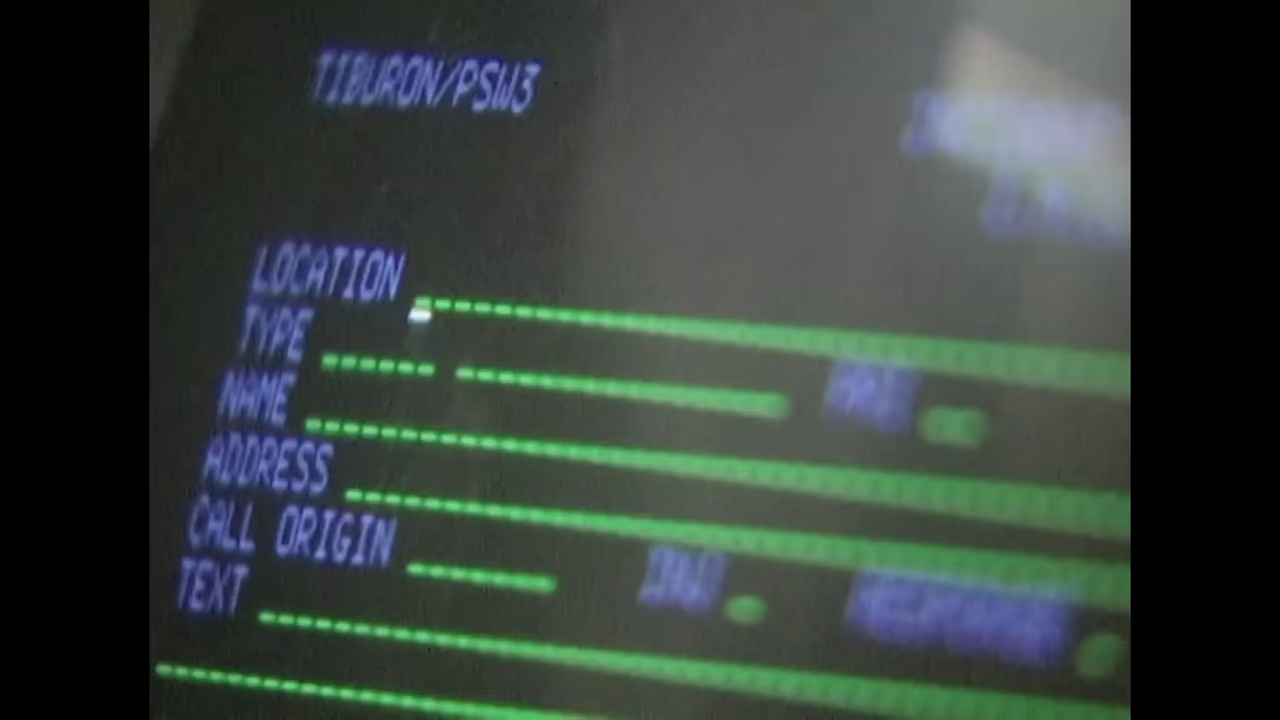 TIBURON/PSW3
LOCATION
TYPE
NAME
ADDRESS
CALL ORIGIN
TEXT